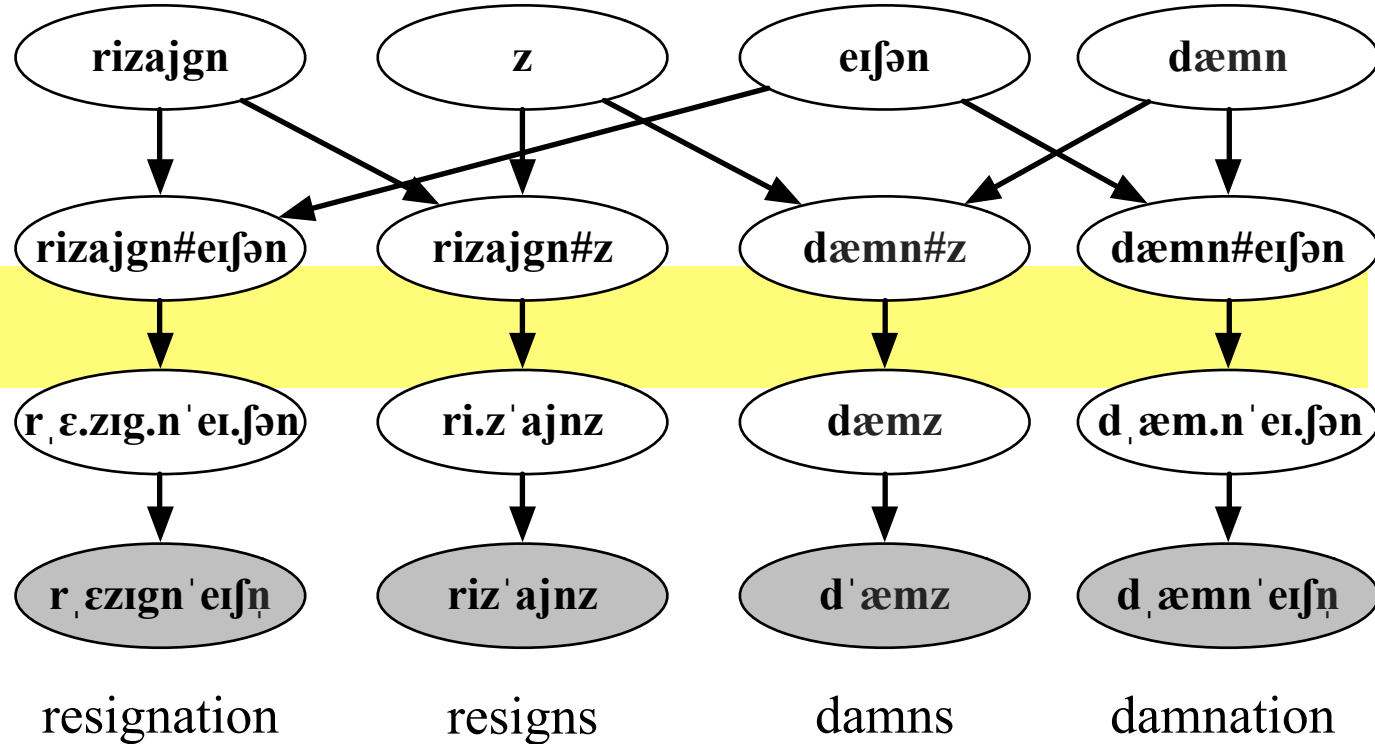 rizajgn z eɪʃən dæmn
rizajgn#eɪʃən rizajgn#z dæmn#z dæmn#eɪʃən
rˌɛ.zɪg.nˈeɪ.ʃən ri.zˈajnz dæmz dˌæm.nˈeɪ.ʃən
rˌɛzɪgnˈeɪʃn̩ rizˈajnz dˈæmz dˌæmnˈeɪʃn̩
resignation resigns damns damnation